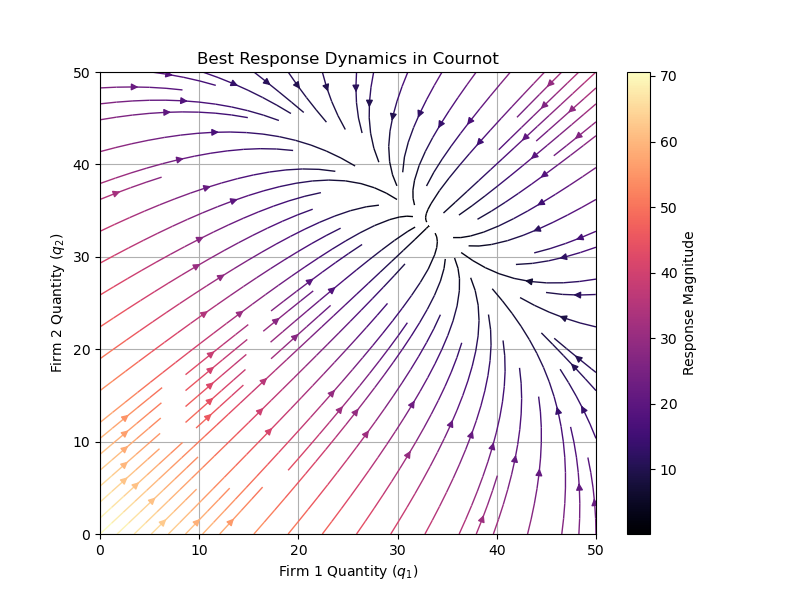 Best Response Dynamics in Cournot
50
40
30
20
10
0
0 10 20 30 40 50
Firm 1 Quantity (q₁)
Firm 2 Quantity (q₂)
70
60
50
40
30
20
10
Response Magnitude